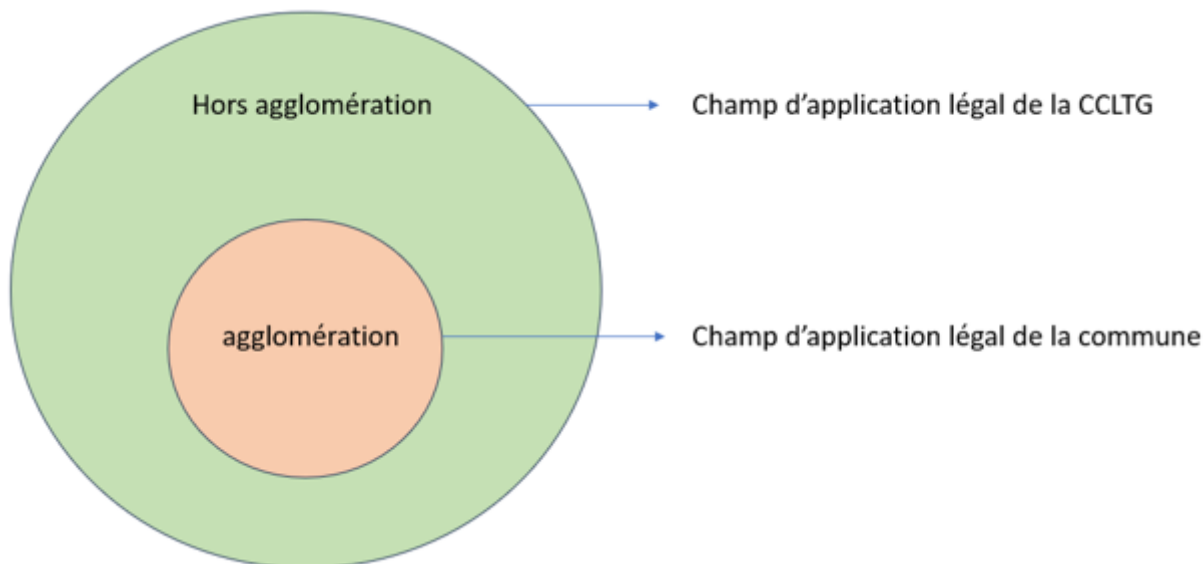 Hors agglomération
Champ d’application légal de la CCLTG
agglomération
Champ d’application légal de la commune